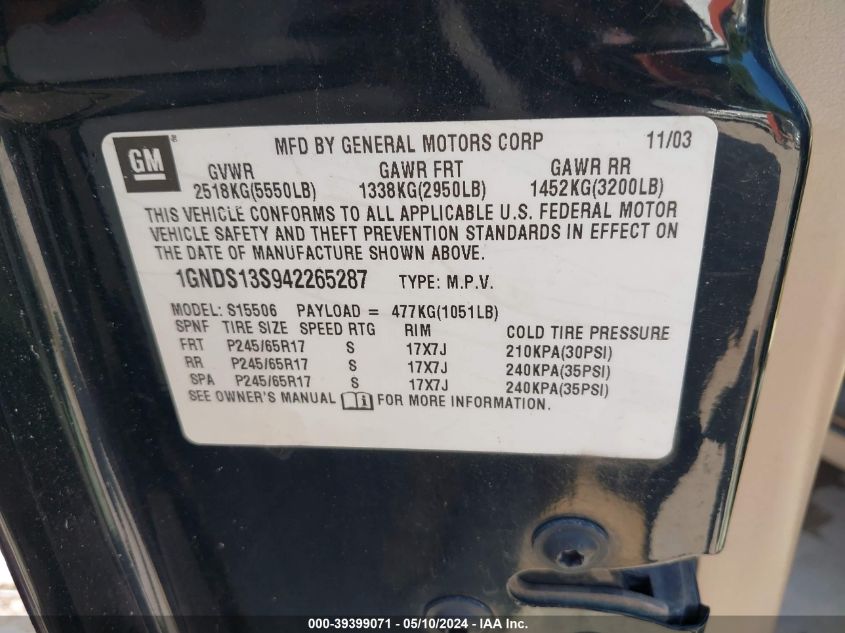 GM
MFD BY GENERAL MOTORS CORP 11/03
GVWR GAWR FRT GAWR RR
2518KG(5550LB) 1338KG(2950LB) 1452KG(3200LB)
THIS VEHICLE CONFORMS TO ALL APPLICABLE U.S. FEDERAL MOTOR
VEHICLE SAFETY AND THEFT PREVENTION STANDARDS IN EFFECT ON
THE DATE OF MANUFACTURE SHOWN ABOVE.
1GNDS13S942265287 TYPE: M.P.V.
MODEL: S15506 PAYLOAD = 477KG(1051LB)
SPNF TIRE SIZE SPEED RTG RIM COLD TIRE PRESSURE
FRT P245/65R17 S 17X7J 210KPA(30PSI)
RR P245/65R17 S 17X7J 240KPA(35PSI)
SPA P245/65R17 S 17X7J 240KPA(35PSI)
SEE OWNER'S MANUAL FOR MORE INFORMATION.
000-39399071 - 05/10/2024 - IAA Inc.